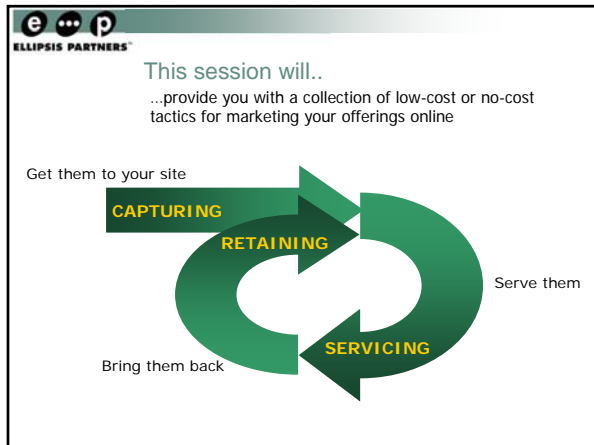 e ••• p
ELLIPSIS PARTNERS™
This session will..
...provide you with a collection of low-cost or no-cost
tactics for marketing your offerings online
Get them to your site
CAPTURING
RETAINING
Serve them
SERVICING
Bring them back